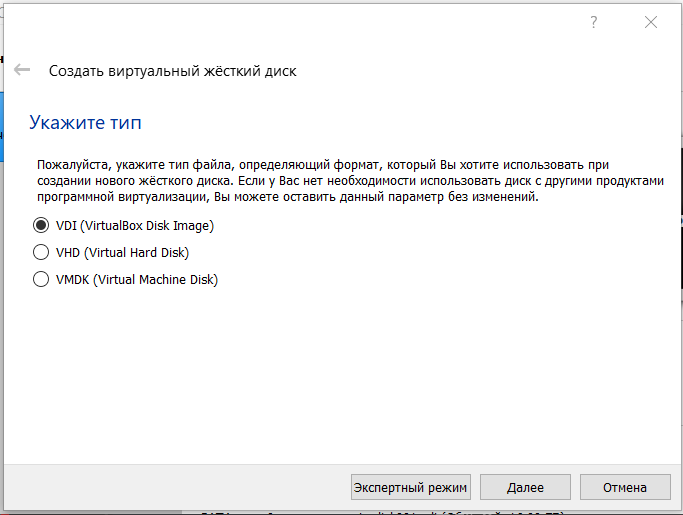 ?
Создать виртуальный жёсткий диск
Укажите тип
Пожалуйста, укажите тип файла, определяющий формат, который Вы хотите использовать при
создании нового жёсткого диска. Если у Вас нет необходимости использовать диск с другими продуктами
программной виртуализации, Вы можете оставить данный параметр без изменений.
VDI (VirtualBox Disk Image)
VHD (Virtual Hard Disk)
VMDK (Virtual Machine Disk)
Экспертный режим
Далее
Отмена